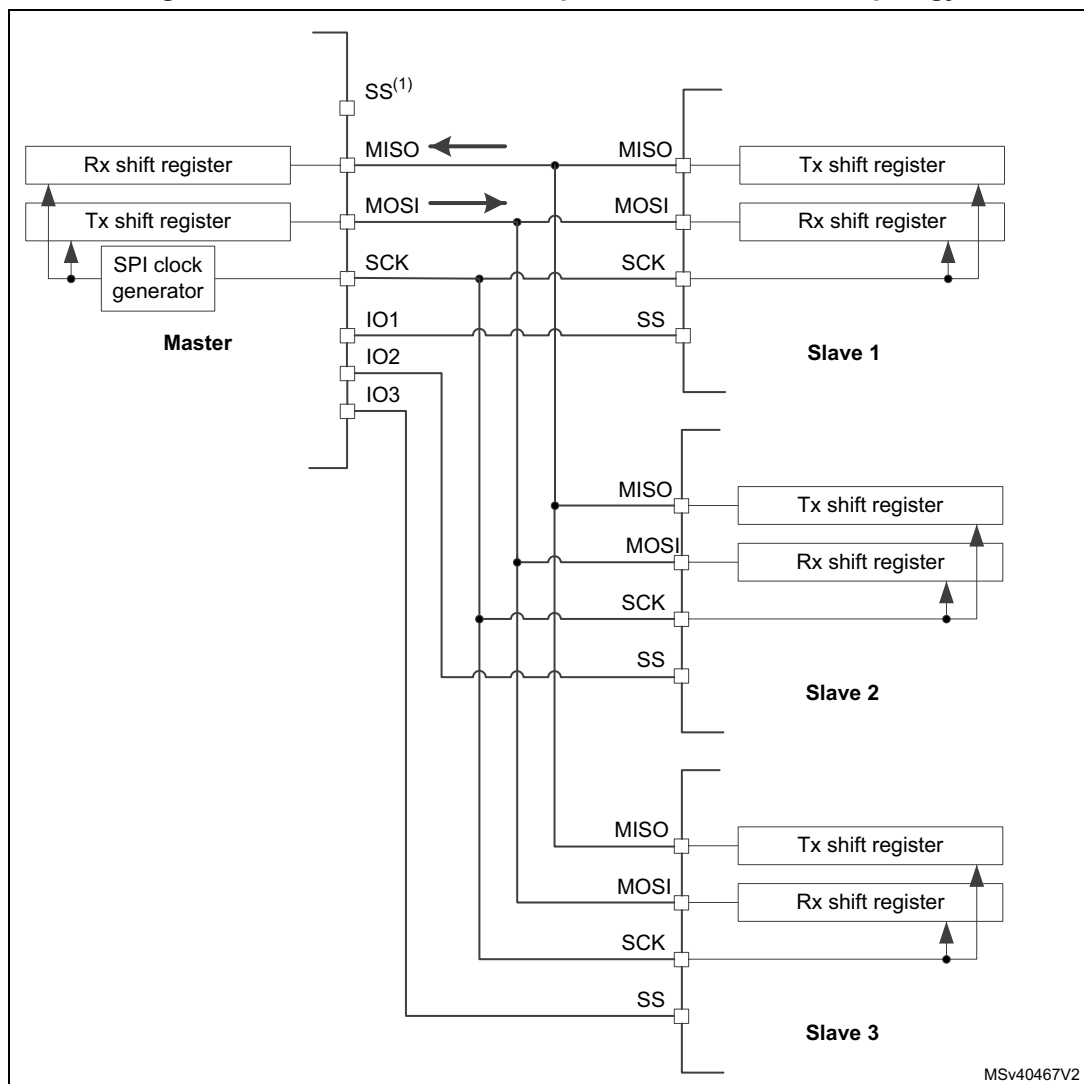 SS(1)
MISO
MISO
Rx shift register
Tx shift register
MOSI
MOSI
Tx shift register
Rx shift register
SCK
SCK
SPI clock
generator
IO1
SS
Master
Slave 1
IO2
IO3
MISO
Tx shift register
MOSI
Rx shift register
SCK
SS
Slave 2
MISO
Tx shift register
MOSI
Rx shift register
SCK
SS
Slave 3
MSv40467V2